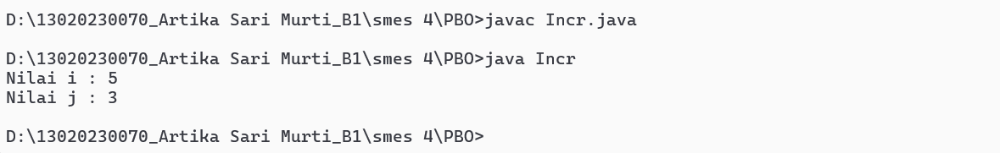 D:\13020230070_Artika Sari Murti_B1\smes 4\PBO>javac Incr.java
D:\13020230070_Artika Sari Murti_B1\smes 4\PBO>java Incr
Nilai i : 5
Nilai j : 3
D:\13020230070_Artika Sari Murti_B1\smes 4\PBO>